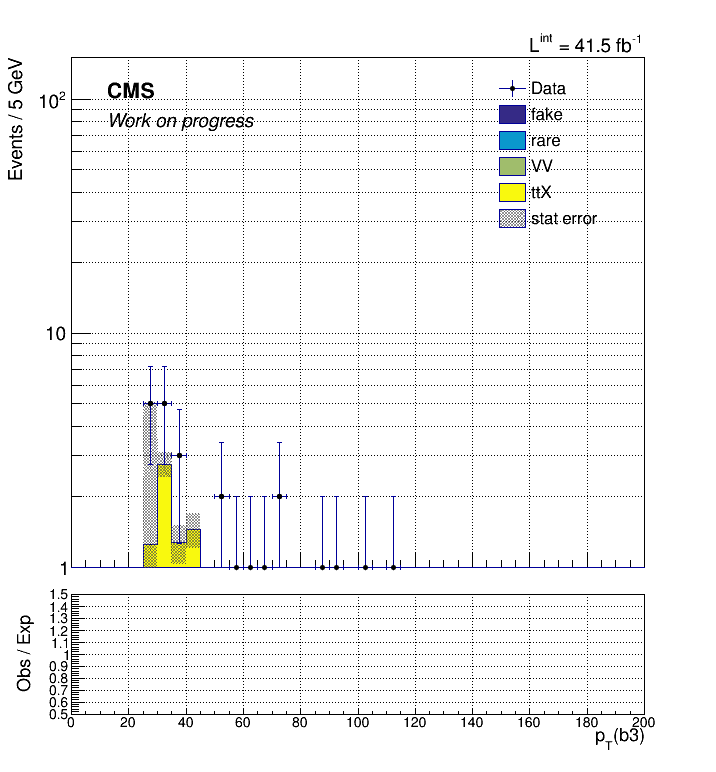 L^int = 41.5 fb^-1
Events / 5 GeV
CMS
Work on progress
Data
fake
rare
VV
ttX
stat error
10^2
10
1
Obs / Exp
1.5
1.4
1.3
1.2
1.1
1
0.9
0.8
0.7
0.6
0.5
0 20 40 60 80 100 120 140 160 180 200
p_T(b3)